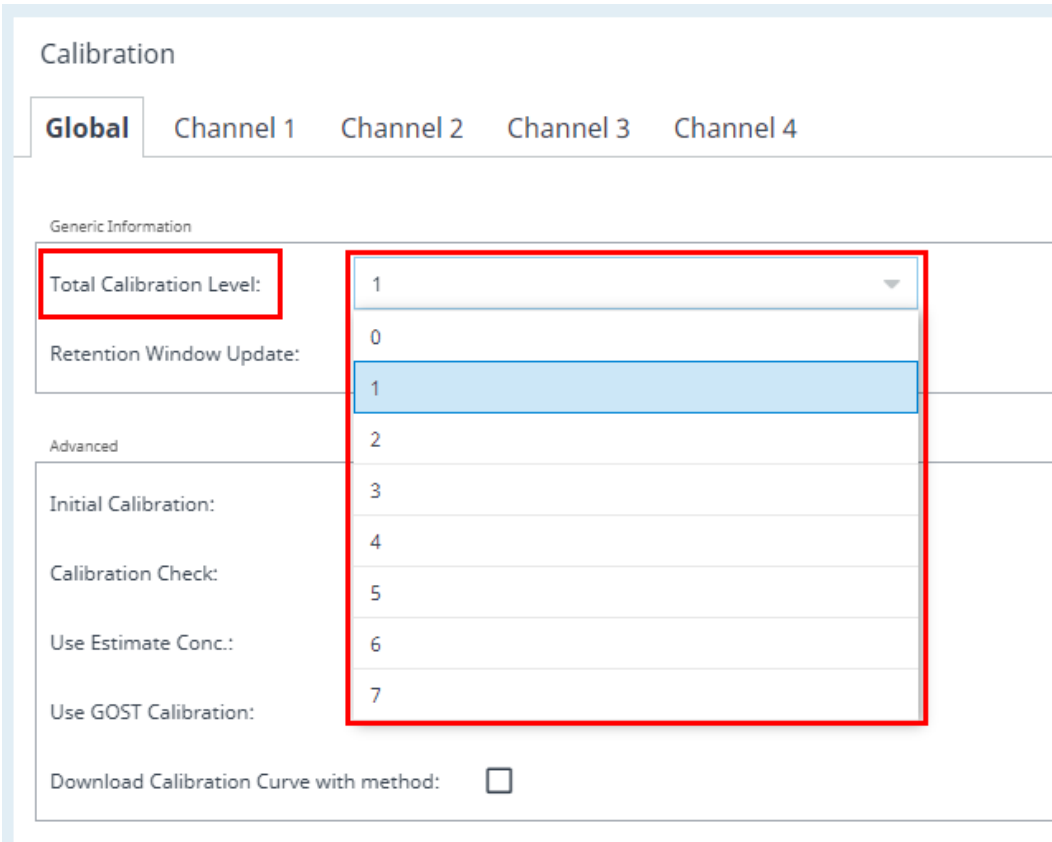 Calibration
Global Channel 1 Channel 2 Channel 3 Channel 4
Generic Information
Total Calibration Level: 1
0
Retention Window Update:
1
Advanced
2
Initial Calibration:
3
4
Calibration Check:
5
Use Estimate Conc.:
6
Use GOST Calibration:
7
Download Calibration Curve with method: